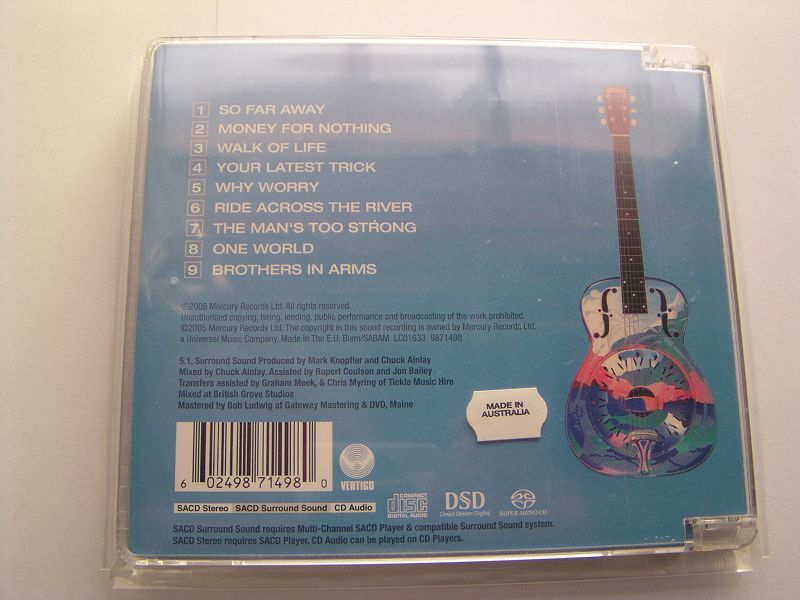 1 SO FAR AWAY
2 MONEY FOR NOTHING
3 WALK OF LIFE
4 YOUR LATEST TRICK
5 WHY WORRY
6 RIDE ACROSS THE RIVER
7 THE MAN'S TOO STRONG
8 ONE WORLD
9 BROTHERS IN ARMS
℗2005 Mercury Records Ltd. All rights reserved.
Unauthorised copying, hiring, lending, public performance and broadcasting of the work prohibited.
©2005 Mercury Records Ltd. The copyright in this sound recording is owned by Mercury Records Ltd,
a Universal Music Company. Made In The E.U. Biem/SABAM LC01633 9871498
5.1, Surround Sound Produced by Mark Knopfler and Chuck Ainlay
Mixed by Chuck Ainlay. Assisted by Rupert Coulson and Jon Bailey
Transfers assisted by Graham Meek, & Chris Myring of Tickle Music Hire
Mixed at British Grove Studios
Mastered by Bob Ludwig at Gateway Mastering & DVD, Maine
MADE IN
AUSTRALIA
6 02498 71498 0
VERTIGO
SACD Stereo SACD Surround Sound CD Audio
COMPACT
disc
DIGITAL AUDIO
DSD
Direct Stream Digital
SUPER AUDIO CD
SACD Surround Sound requires Multi-Channel SACD Player & compatible Surround Sound system.
SACD Stereo requires SACD Player. CD Audio can be played on CD Players.